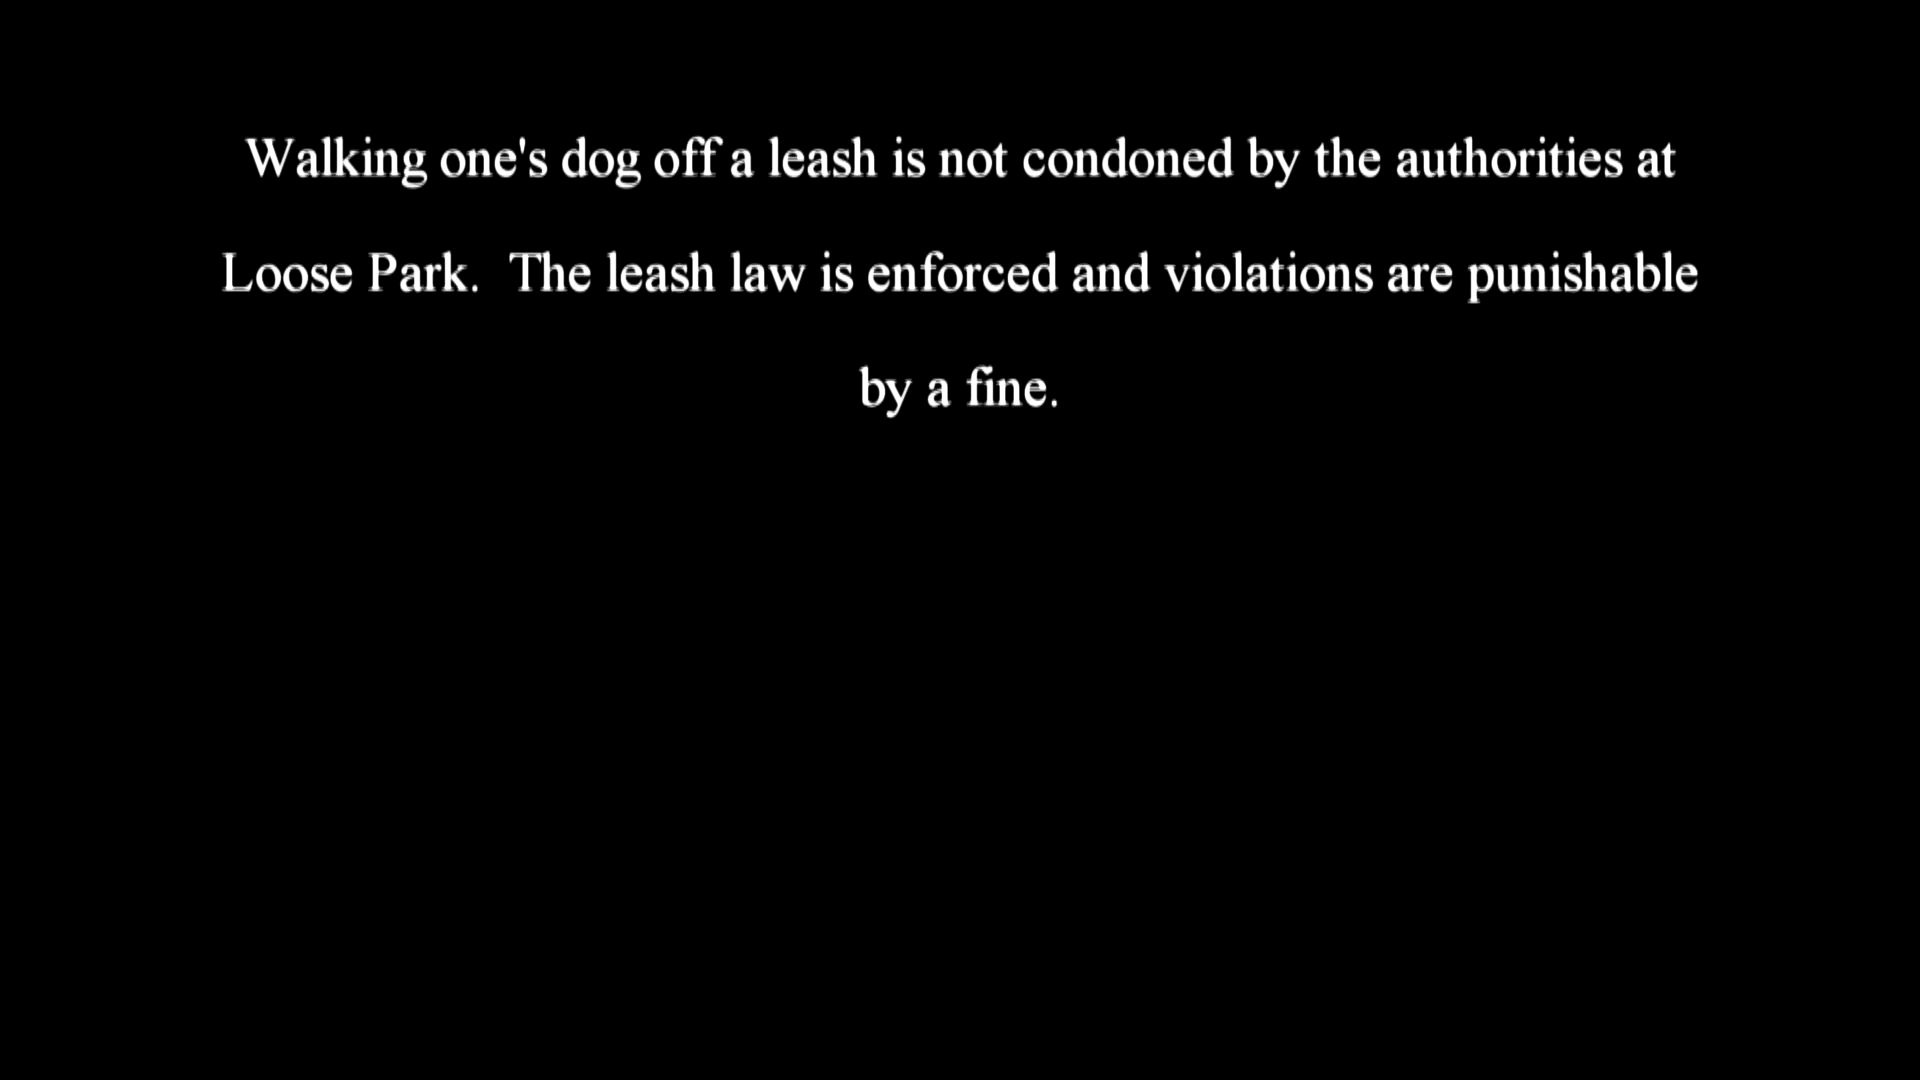 Walking one's dog off a leash is not condoned by the authorities at
Loose Park.  The leash law is enforced and violations are punishable
by a fine.